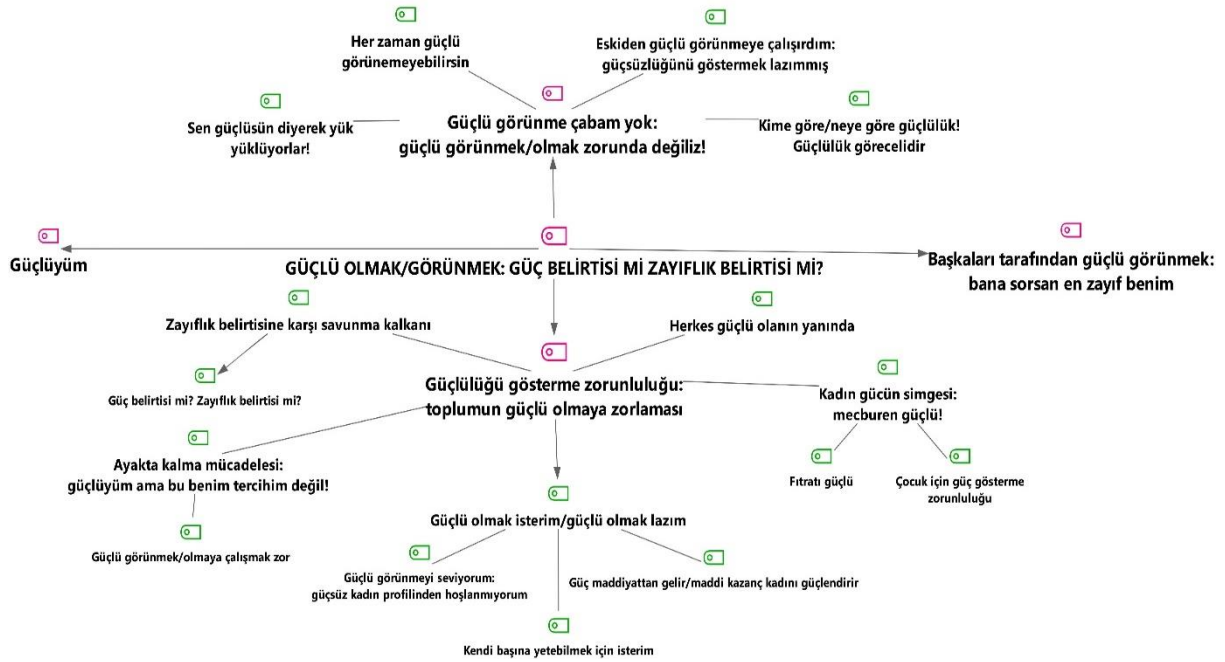 Her zaman güçlü
görünemeyebilirsin
Eskiden güçlü görünmeye çalışırdım:
güçsüzlüğünü göstermek lazımmış
Sen güçlüsün diyerek yük
yüklüyorlar!
Güçlü görünme çabam yok:
güçlü görünmek/olmak zorunda değiliz!
Kime göre/neye göre güçlülük!
Güçlülük görecelidir
Güçlüyüm
GÜÇLÜ OLMAK/GÖRÜNMEK: GÜÇ BELİRTİSİ Mİ ZAYIFLIK BELİRTİSİ Mİ?
Başkaları tarafından güçlü görünmek:
bana sorsan en zayıf benim
Zayıflık belirtisine karşı savunma kalkanı
Herkes güçlü olanın yanında
Güç belirtisi mi? Zayıflık belirtisi mi?
Güçlülüğü gösterme zorunluluğu:
toplumun güçlü olmaya zorlaması
Kadın gücün simgesi:
mecburen güçlü!
Ayakta kalma mücadelesi:
güçlüyüm ama bu benim tercihim değil!
Fıtratı güçlü
Çocuk için güç gösterme
zorunluluğu
Güçlü olmak isterim/güçlü olmak lazım
Güçlü görünmek/olmaya çalışmak zor
Güçlü görünmeyi seviyorum:
güçsüz kadın profilinden hoşlanmıyorum
Güç maddiyattan gelir/maddi kazanç kadını güçlendirir
Kendi başına yetebilmek için isterim